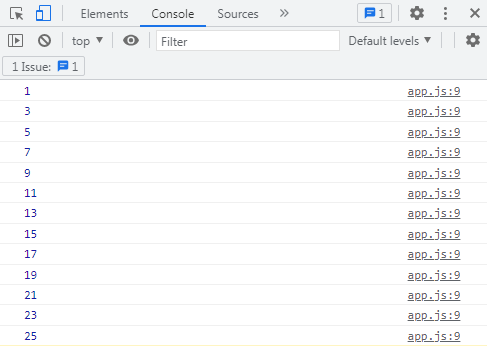 Elements Console Sources 1
top Filter Default levels
1 Issue: 1
1 app.js:9
3 app.js:9
5 app.js:9
7 app.js:9
9 app.js:9
11 app.js:9
13 app.js:9
15 app.js:9
17 app.js:9
19 app.js:9
21 app.js:9
23 app.js:9
25 app.js:9